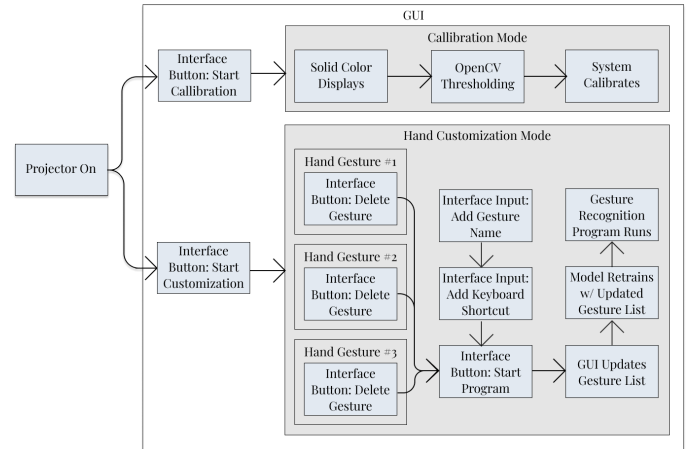 GUI
Callibration Mode
Interface
Button: Start
Callibration
Solid Color
Displays
OpenCV
Thresholding
System
Calibrates
Projector On
Hand Customization Mode
Interface
Button: Start
Customization
Hand Gesture #1
Interface
Button: Delete
Gesture
Hand Gesture #2
Interface
Button: Delete
Gesture
Hand Gesture #3
Interface
Button: Delete
Gesture
Interface Input:
Add Gesture
Name
Interface Input:
Add Keyboard
Shortcut
Interface
Button: Start
Program
GUI Updates
Gesture List
Model Retrains
w/ Updated
Gesture List
Gesture
Recognition
Program Runs